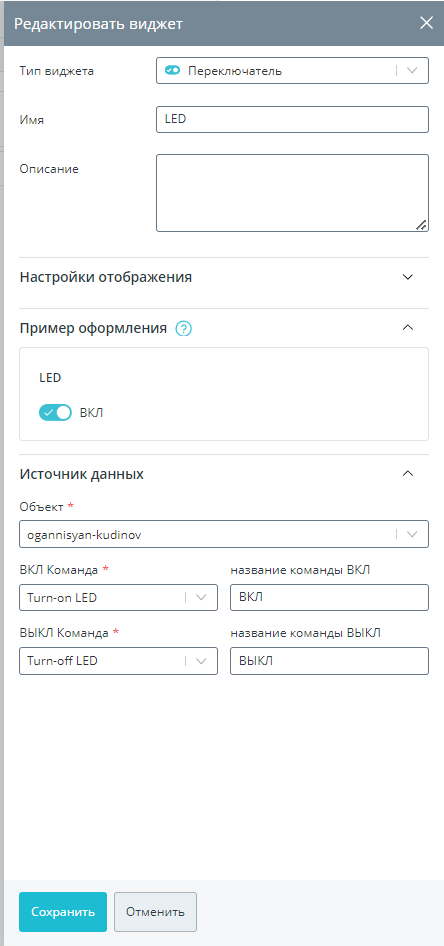 Редактировать виджет
Тип виджета
Переключатель
Имя
LED
Описание
Настройки отображения
Пример оформления ?
LED
ВКЛ
Источник данных
Объект *
ogannisyan-kudinov
ВКЛ Команда * название команды ВКЛ
Turn-on LED ВКЛ
ВЫКЛ Команда * название команды ВЫКЛ
Turn-off LED ВЫКЛ
Сохранить Отменить